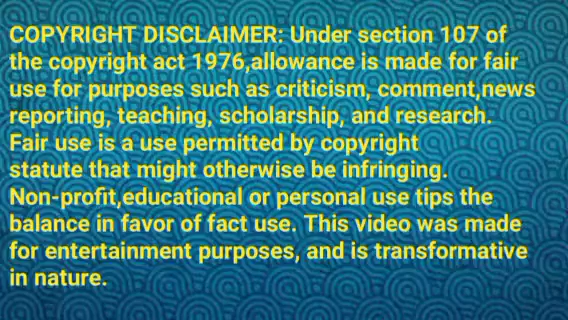 COPYRIGHT DISCLAIMER: Under section 107 of
the copyright act 1976,allowance is made for fair
use for purposes such as criticism, comment,news
reporting, teaching, scholarship, and research.
Fair use is a use permitted by copyright
statute that might otherwise be infringing.
Non-profit,educational or personal use tips the
balance in favor of fact use. This video was made
for entertainment purposes, and is transformative
in nature.